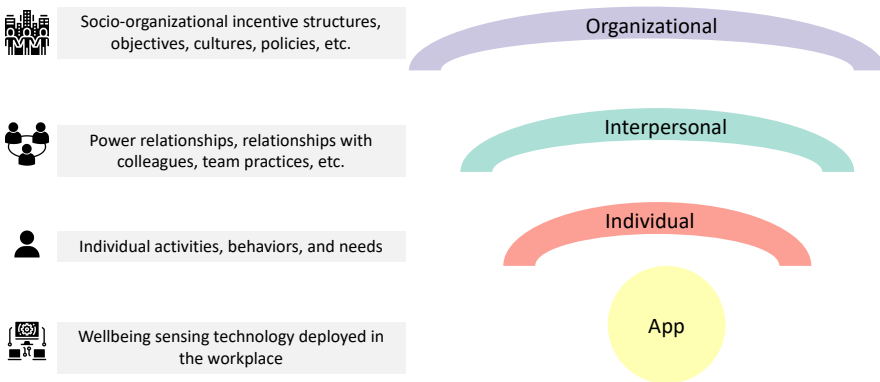 Socio-organizational incentive structures,
objectives, cultures, policies, etc.
Organizational
Power relationships, relationships with
colleagues, team practices, etc.
Interpersonal
Individual activities, behaviors, and needs
Individual
Wellbeing sensing technology deployed in
the workplace
App